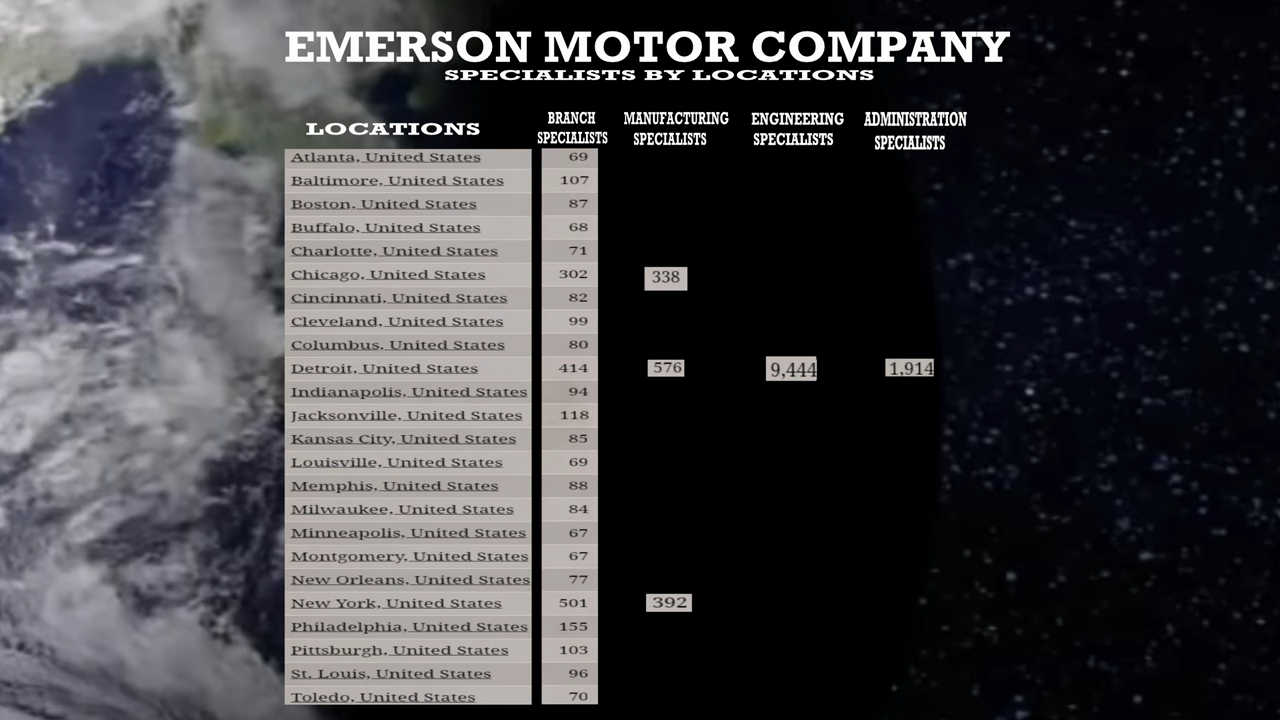 EMERSON MOTOR COMPANY
SPECIALISTS BY LOCATIONS
LOCATIONS BRANCH SPECIALISTS MANUFACTURING SPECIALISTS ENGINEERING SPECIALISTS ADMINISTRATION SPECIALISTS
Atlanta, United States 69
Baltimore, United States 107
Boston, United States 87
Buffalo, United States 68
Charlotte, United States 71
Chicago, United States 302 338
Cincinnati, United States 82
Cleveland, United States 99
Columbus, United States 80
Detroit, United States 414 576 9,444 1,914
Indianapolis, United States 94
Jacksonville, United States 118
Kansas City, United States 85
Louisville, United States 69
Memphis, United States 88
Milwaukee, United States 84
Minneapolis, United States 67
Montgomery, United States 67
New Orleans, United States 77
New York, United States 501 392
Philadelphia, United States 155
Pittsburgh, United States 103
St. Louis, United States 96
Toledo, United States 70